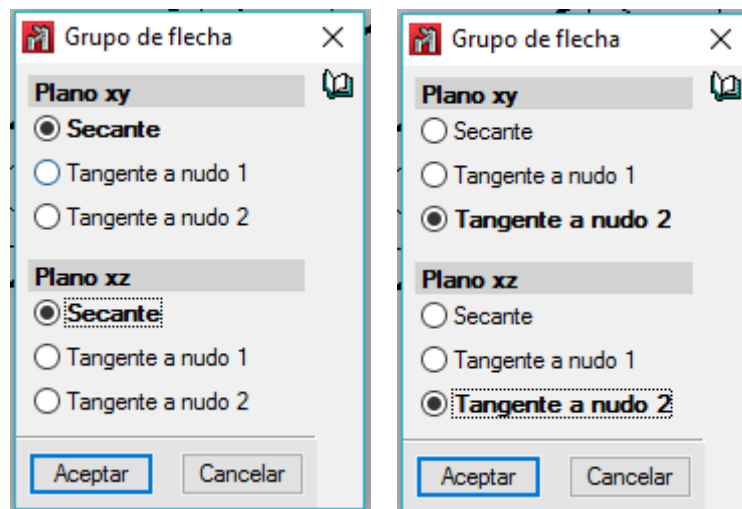 Grupo de flecha
Plano xy
Secante
Tangente a nudo 1
Tangente a nudo 2
Plano xz
Secante
Tangente a nudo 1
Tangente a nudo 2
Aceptar Cancelar
Grupo de flecha
Plano xy
Secante
Tangente a nudo 1
Tangente a nudo 2
Plano xz
Secante
Tangente a nudo 1
Tangente a nudo 2
Aceptar Cancelar